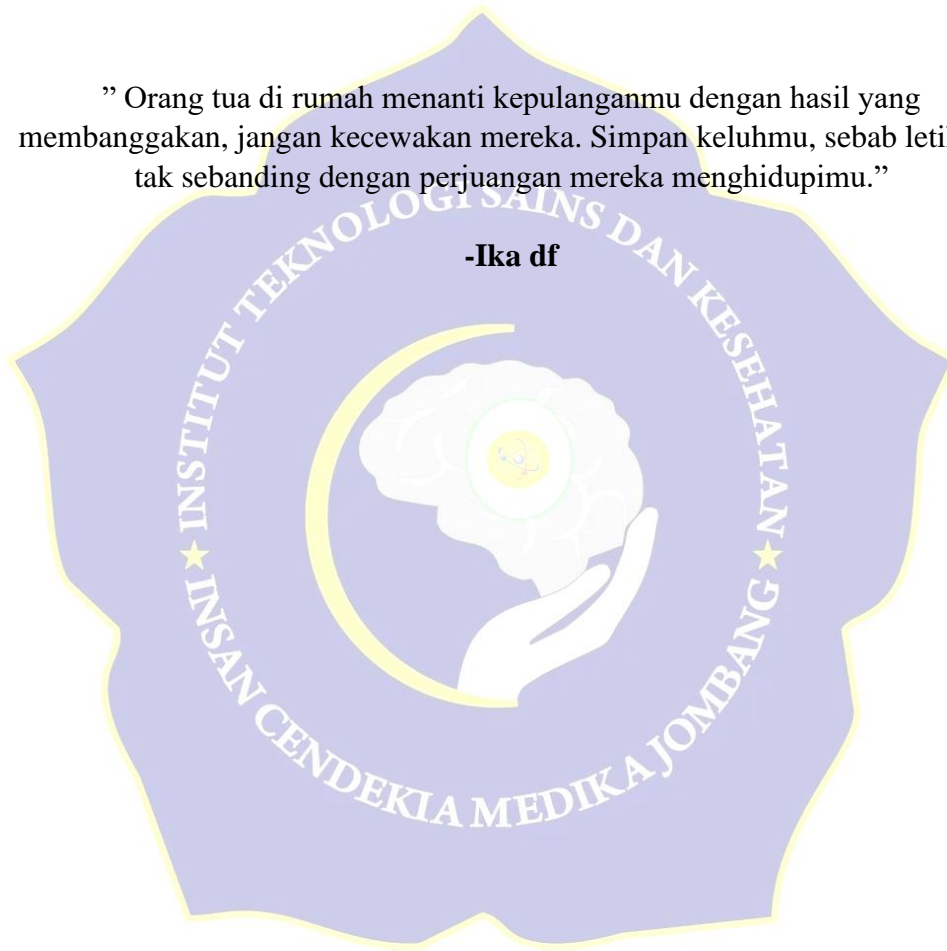 ” Orang tua di rumah menanti kepulanganmu dengan hasil yang
membanggakan, jangan kecewakan mereka. Simpan keluhmu, sebab
tak sebanding dengan perjuangan mereka menghidupimu.”
-Ika df
INSTITUT TEKNOLOGI SAINS DAN KESEHATAN
INSAN CENDEKIA MEDIKA JOMBANG